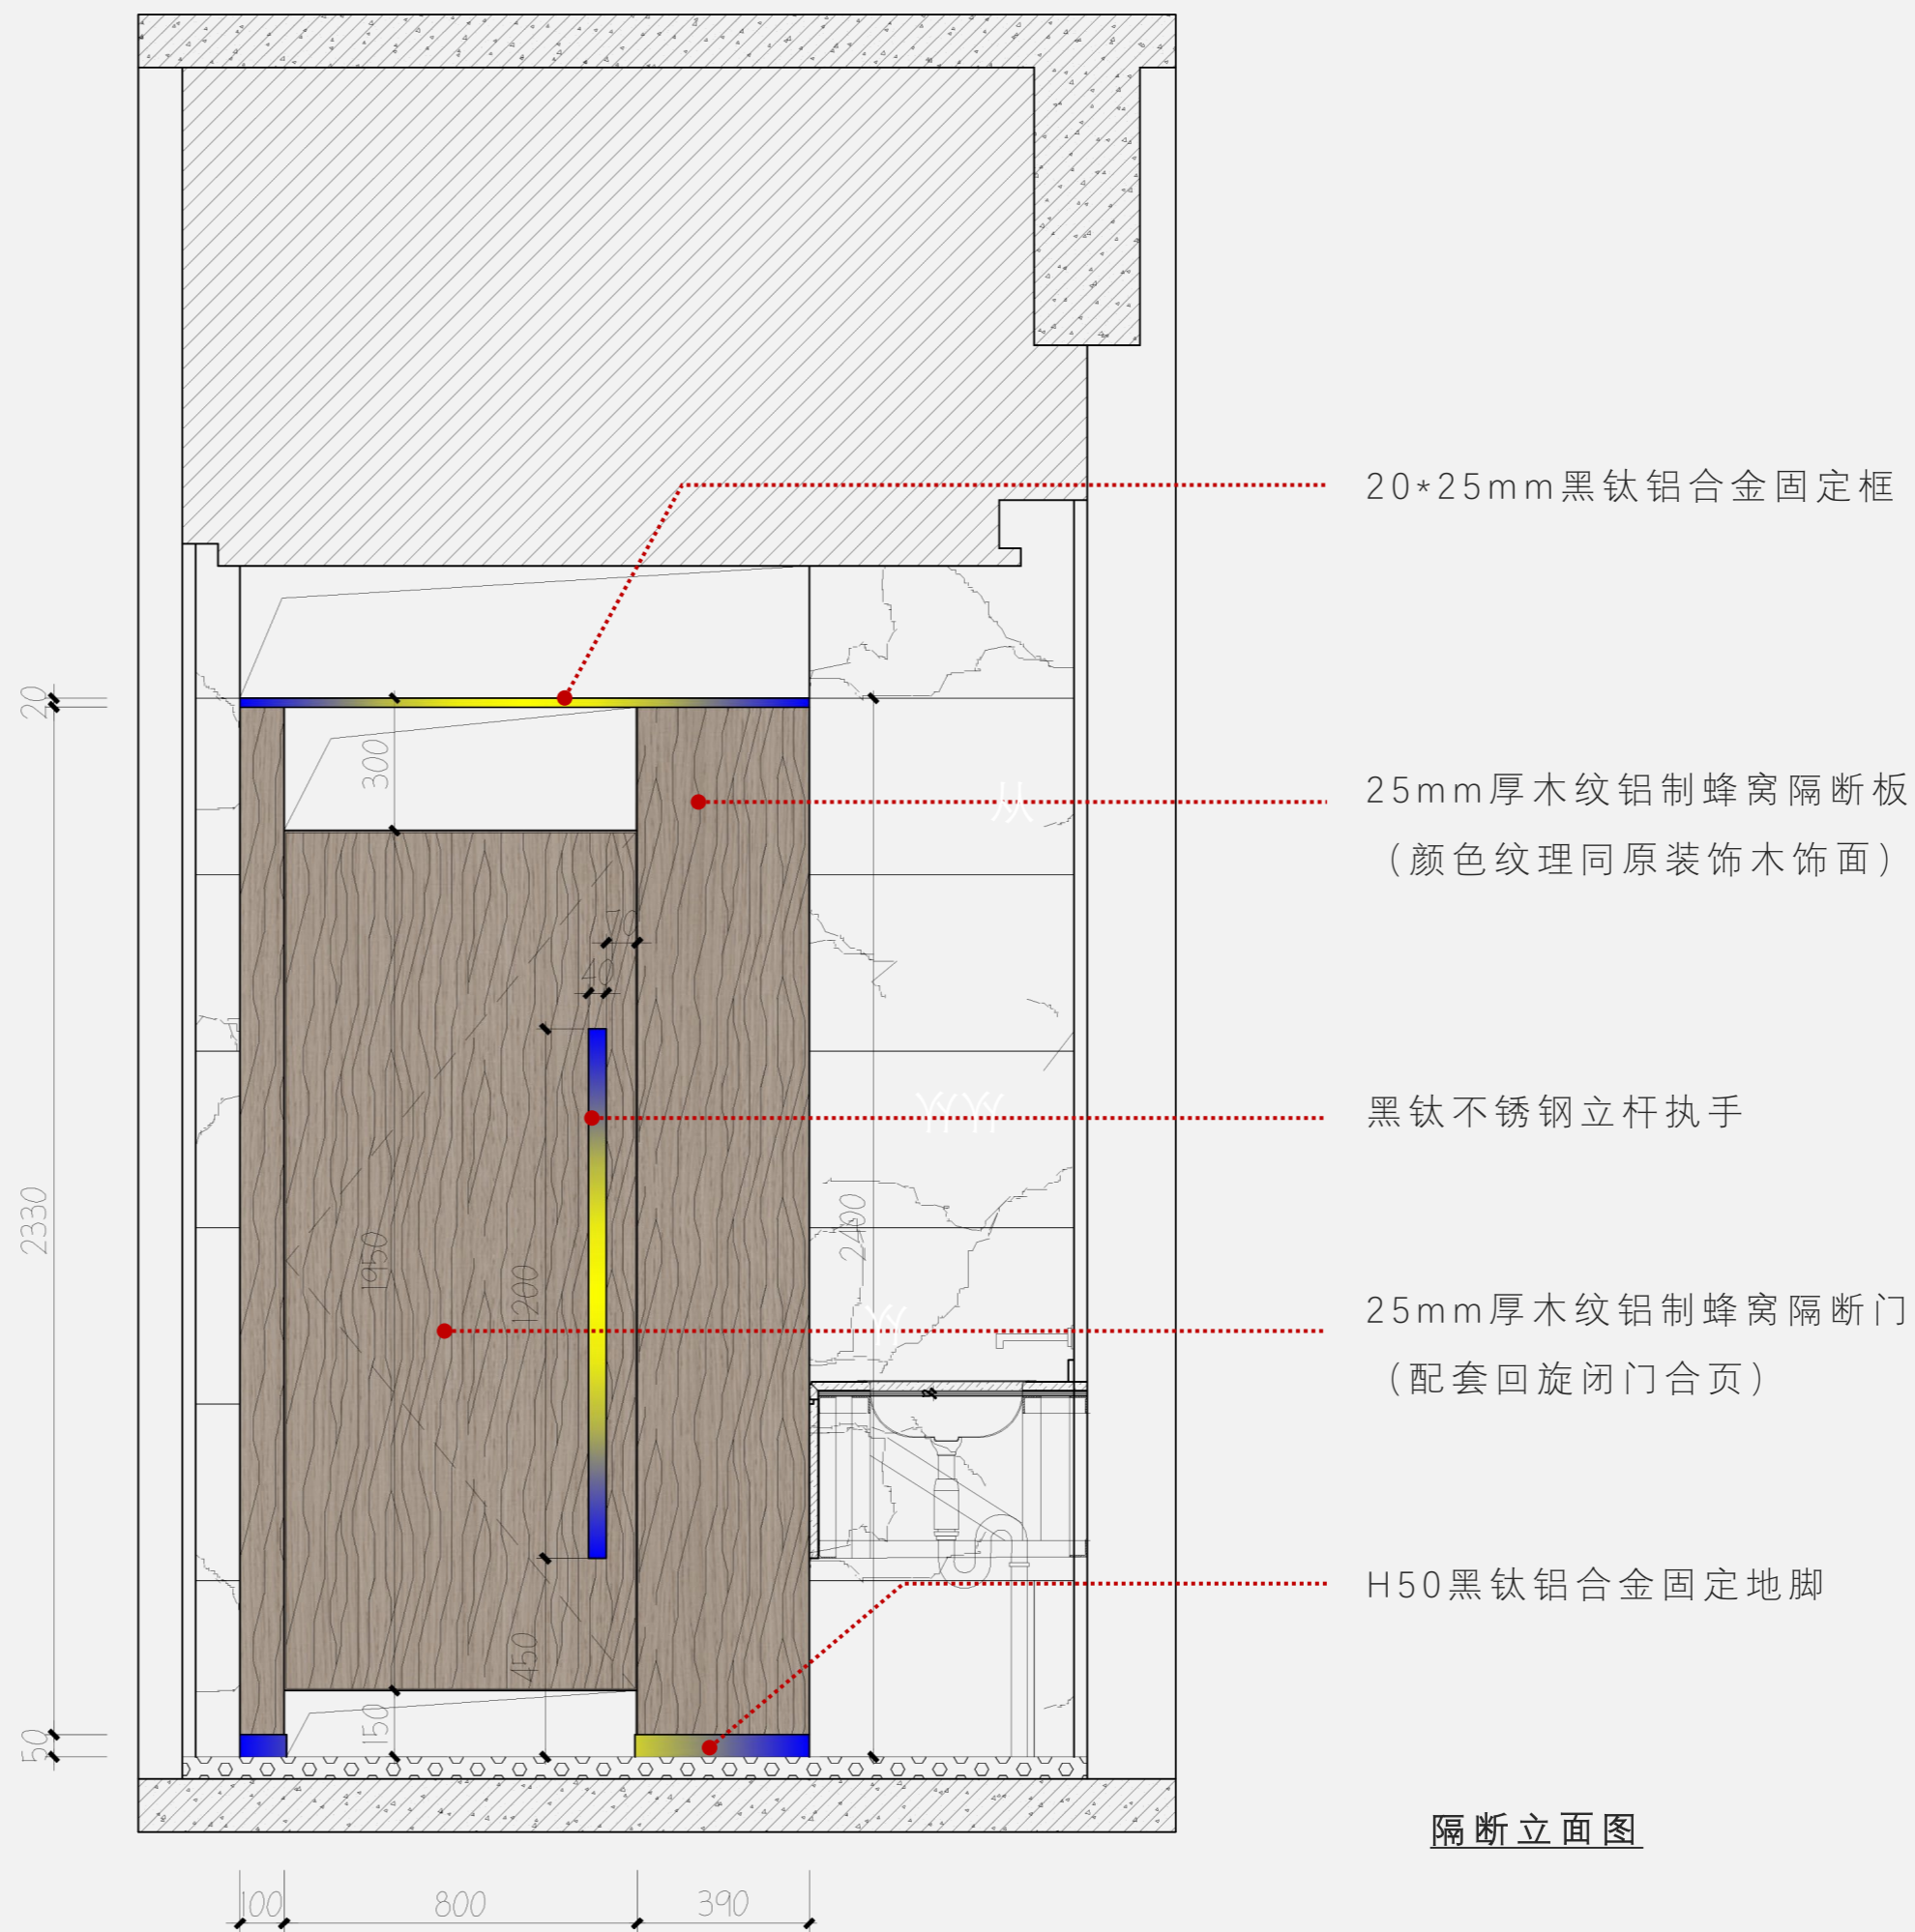 20*25mm黑钛铝合金固定框
20
300
25mm厚木纹铝制蜂窝隔断板
从
（颜色纹理同原装饰木饰面）
70
40
黑钛不锈钢立杆执手
2330
1950
1200
2400
25mm厚木纹铝制蜂窝隔断门
（配套回旋闭门合页）
H50黑钛铝合金固定地脚
450
50
150
隔断立面图
100
800
390